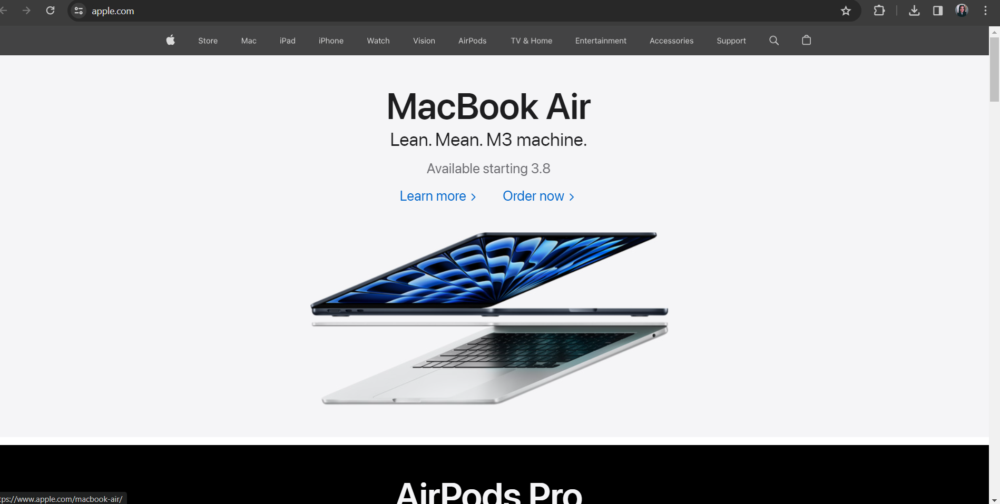 apple.com
Store Mac iPad iPhone Watch Vision AirPods TV & Home Entertainment Accessories Support
MacBook Air
Lean. Mean. M3 machine.
Available starting 3.8
Learn more > Order now >
AirPods Pro
tps://www.apple.com/macbook-air/